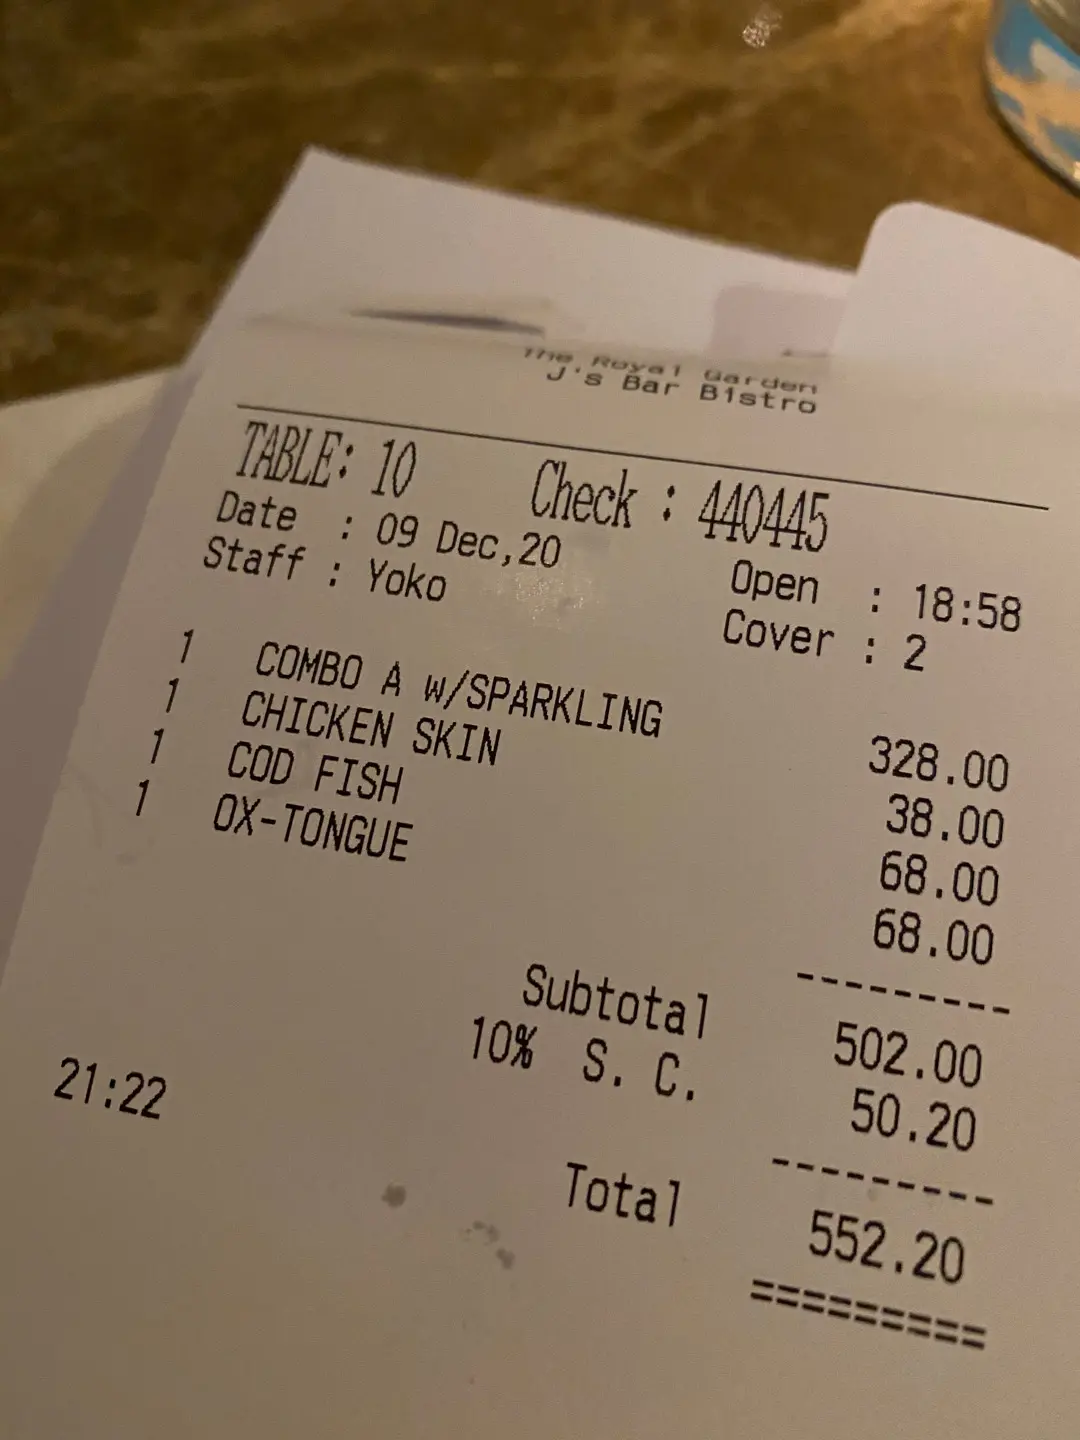 The Royal Garden
J's Bar Bistro
TABLE: 10 Check : 440445
Date : 09 Dec,20 Open : 18:58
Staff : Yoko Cover : 2
1 COMBO A w/SPARKLING 328.00
1 CHICKEN SKIN 38.00
1 COD FISH 68.00
1 OX-TONGUE 68.00
---------
Subtotal 502.00
10% S. C. 50.20
---------
21:22 Total 552.20
=========